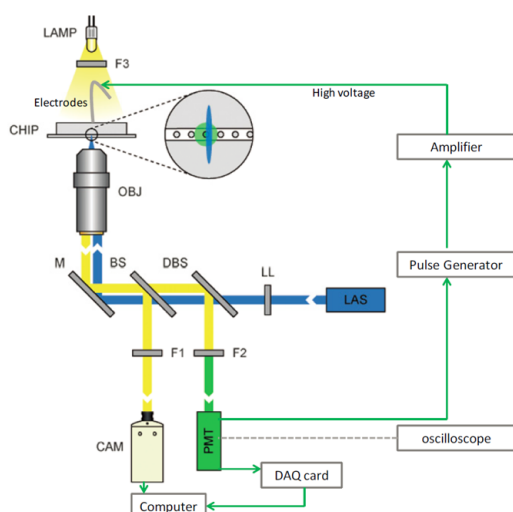 LAMP
F3
Electrodes
High voltage
CHIP
Amplifier
OBJ
M
BS
DBS
LL
Pulse Generator
LAS
F1
F2
CAM
PMT
oscilloscope
DAQ card
Computer